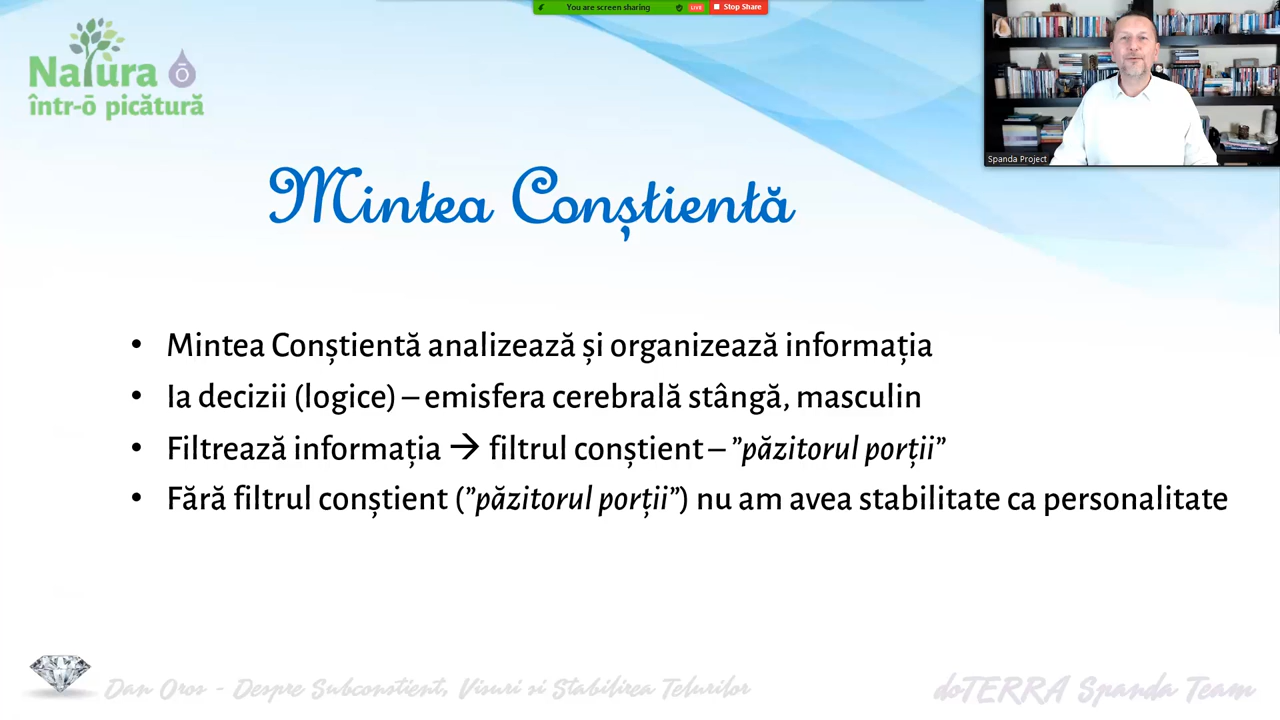 You are screen sharing
LIVE
Stop Share
Natura
într-ō picătură
Spanda Project
Mintea Conștientă
• Mintea Conștientă analizează și organizează informația
• Ia decizii (logice) – emisfera cerebrală stângă, masculin
• Filtrează informația → filtrul conștient – ”păzitorul porții”
• Fără filtrul conștient (”păzitorul porții”) nu am avea stabilitate ca personalitate
Dan Oros - Despre Subconstient, Visuri si Stabilirea Telurilor
doTERRA Spanda Team